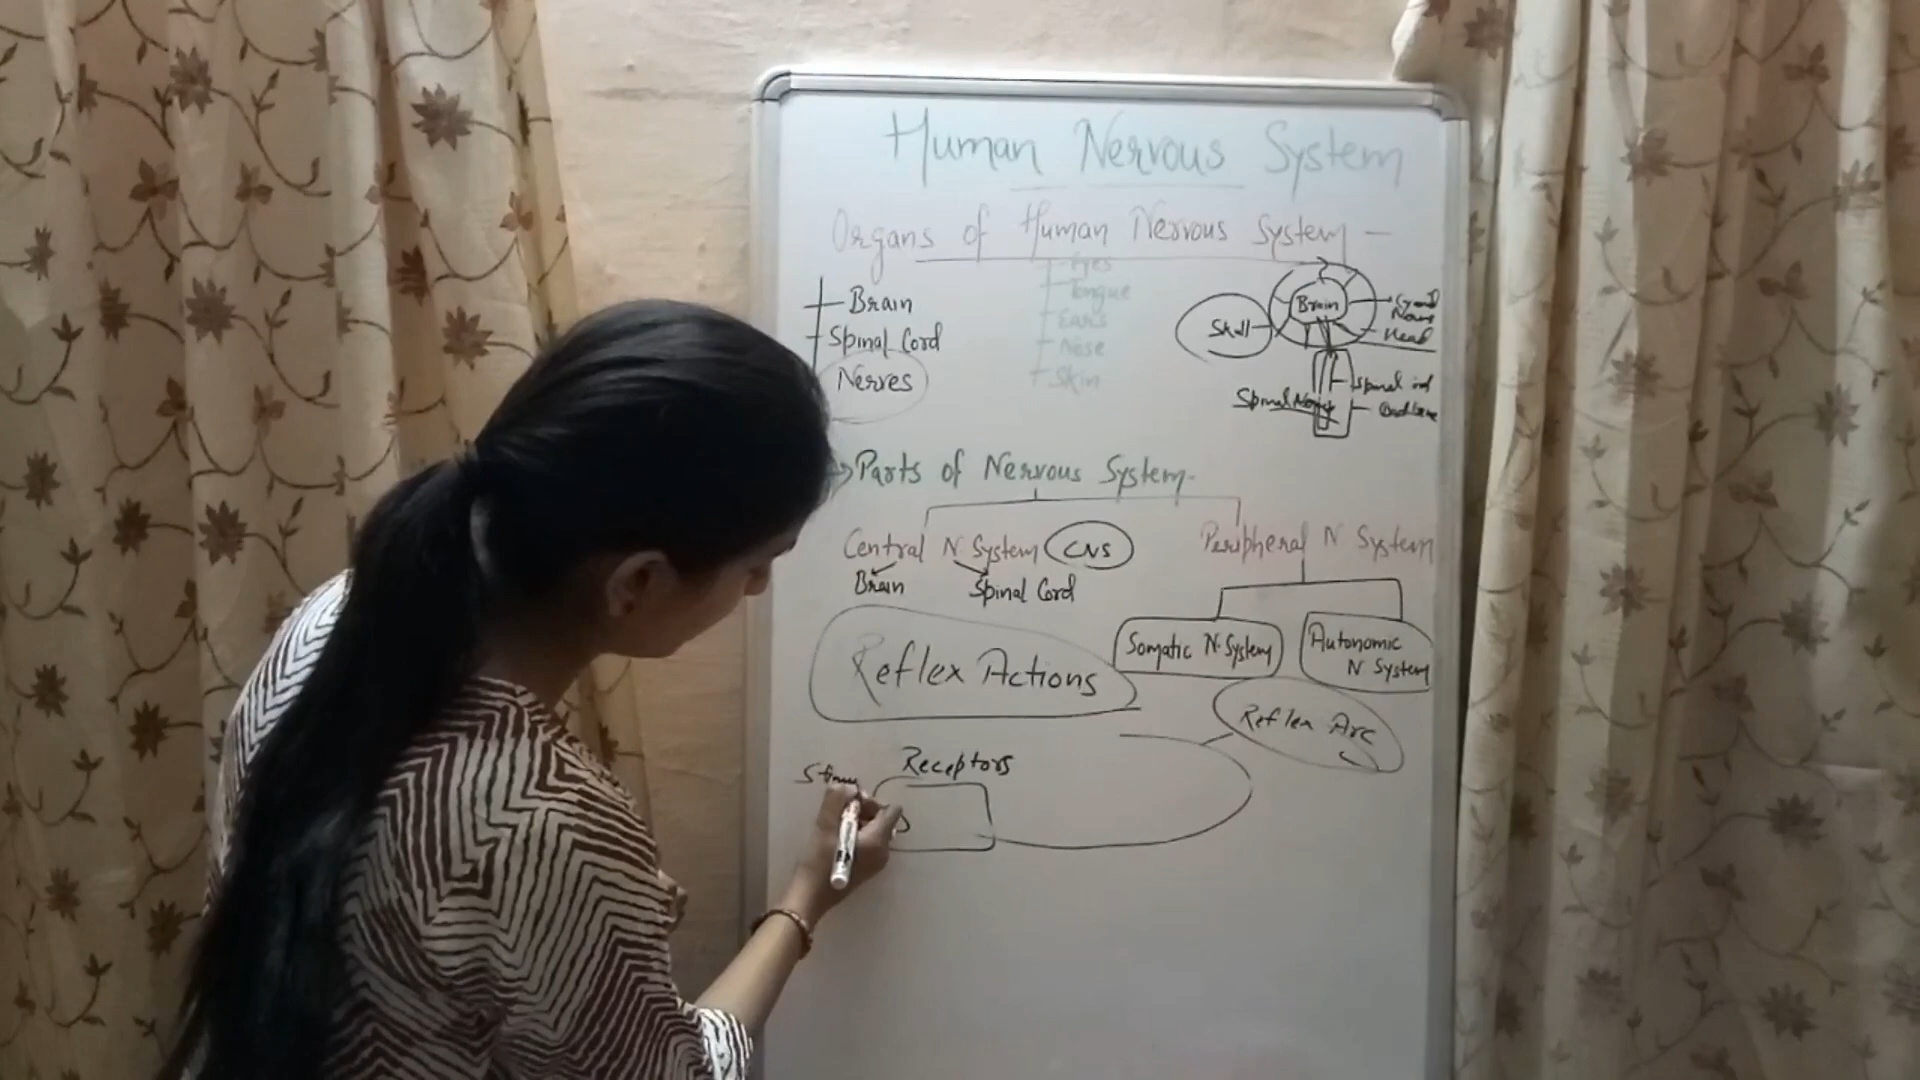 Human Nervous System
Organs of Human Nervous System -
Brain
Spinal Cord
Nerves
Eyes
Tongue
Ears
Nose
Skin
Brain
Skull
Head
Spinal
Parts of Nervous System.
Central N System CNS
Brain
Spinal Cord
Peripheral N System
Somatic N. System
Autonomic
N System
Reflex Actions
Reflex Arc
Receptors
Stimu